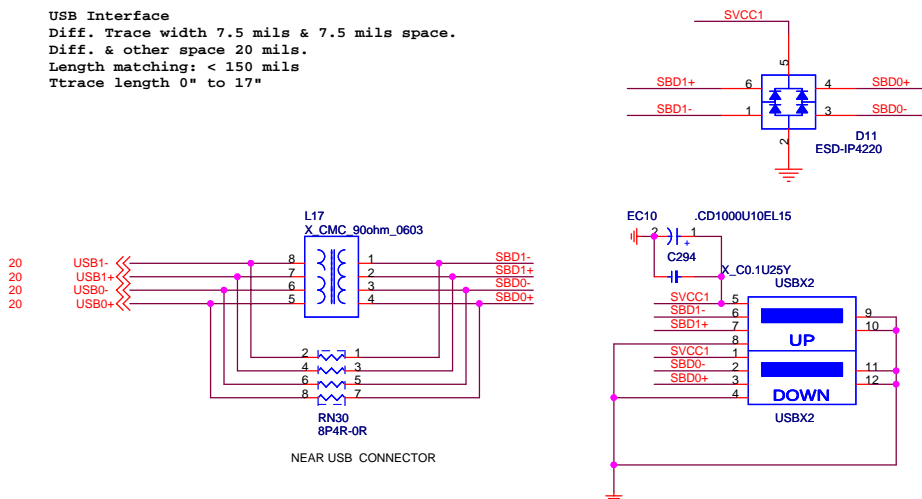 USB Interface
Diff. Trace width 7.5 mils & 7.5 mils space.
Diff. & other space 20 mils.
Length matching: < 150 mils
Ttrace length 0" to 17"
SVCC1
5
SBD1+ 6 4 SBD0+
SBD1- 1 3 SBD0-
2
D11
ESD-IP4220
L17
X_CMC_90ohm_0603
20 USB1- 8 1 SBD1-
20 USB1+ 7 2 SBD1+
20 USB0- 6 3 SBD0-
20 USB0+ 5 4 SBD0+
2 1
4 3
6 5
8 7
RN30
8P4R-0R
NEAR USB CONNECTOR
EC10 .CD1000U10EL15
2 1
+
C294
X_C0.1U25Y
USBX2
SVCC1 5
SBD1- 6 9
SBD1+ 7 10
8 UP
SVCC1 1
SBD0- 2 11
SBD0+ 3 12
4 DOWN
USBX2